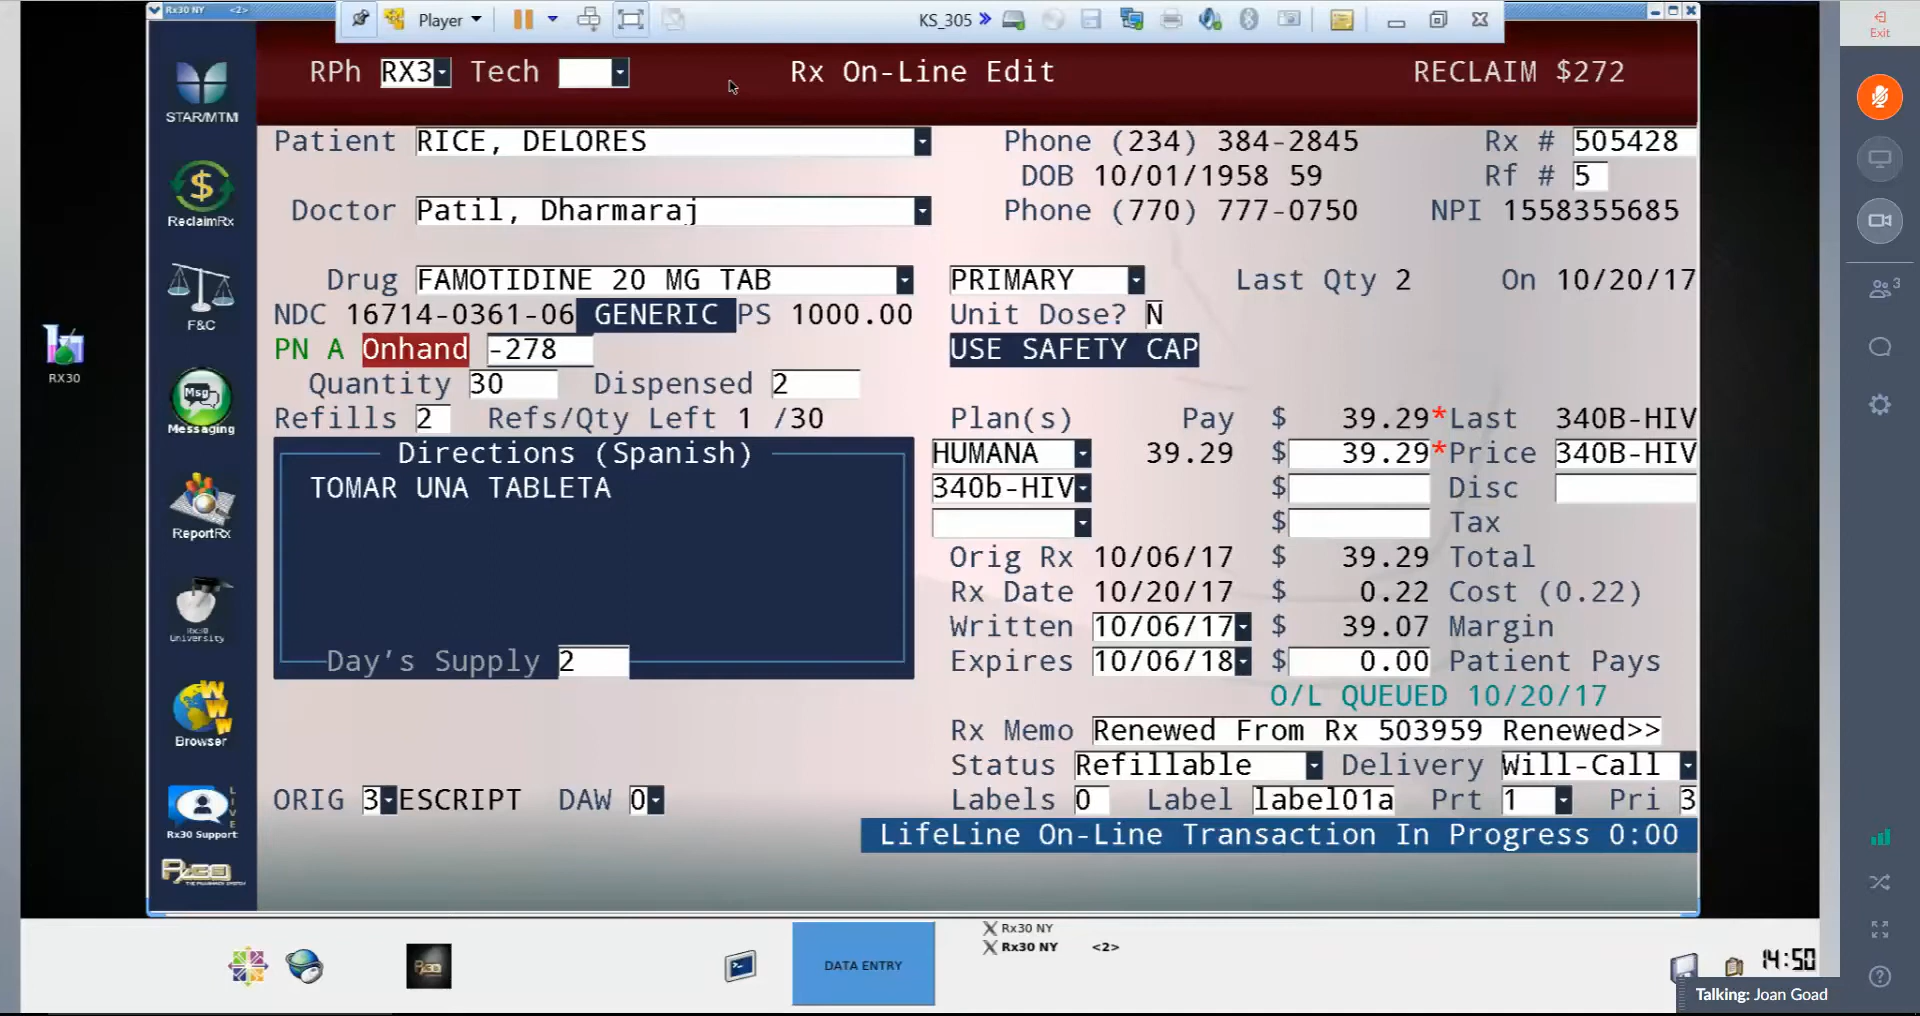 Rx30 NY <2>
Player KS_305
Exit
RPh RX3 Tech Rx On-Line Edit RECLAIM $272
STAR/MTM
Patient RICE, DELORES Phone (234) 384-2845 Rx # 505428
DOB 10/01/1958 59 Rf # 5
ReclaimRx
Doctor Patil, Dharmaraj Phone (770) 777-0750 NPI 1558355685
Drug FAMOTIDINE 20 MG TAB PRIMARY Last Qty 2 On 10/20/17
3
F&C
NDC 16714-0361-06 GENERIC PS 1000.00 Unit Dose? N
PN A Onhand -278 USE SAFETY CAP
RX30
Quantity 30 Dispensed 2
Msg
Messaging
Refills 2 Refs/Qty Left 1 /30 Plan(s) Pay $ 39.29* Last 340B-HIV
Directions (Spanish) HUMANA 39.29 $ 39.29* Price 340B-HIV
TOMAR UNA TABLETA 340b-HIV $ Disc
$ Tax
ReportRx
Orig Rx 10/06/17 $ 39.29 Total
Rx Date 10/20/17 $ 0.22 Cost (0.22)
Rx30
University
Written 10/06/17 $ 39.07 Margin
Day's Supply 2 Expires 10/06/18 $ 0.00 Patient Pays
O/L QUEUED 10/20/17
WWW
Browser
Rx Memo Renewed From Rx 503959 Renewed>>
Status Refillable Delivery Will-Call
LIVE
ORIG 3 ESCRIPT DAW 0 Labels 0 Label label01a Prt 1 Pri 3
Rx30 Support
LifeLine On-Line Transaction In Progress 0:00
Rx30
Rx30 NY
Rx30 NY <2>
DATA ENTRY
14:50
Talking: Joan Goad